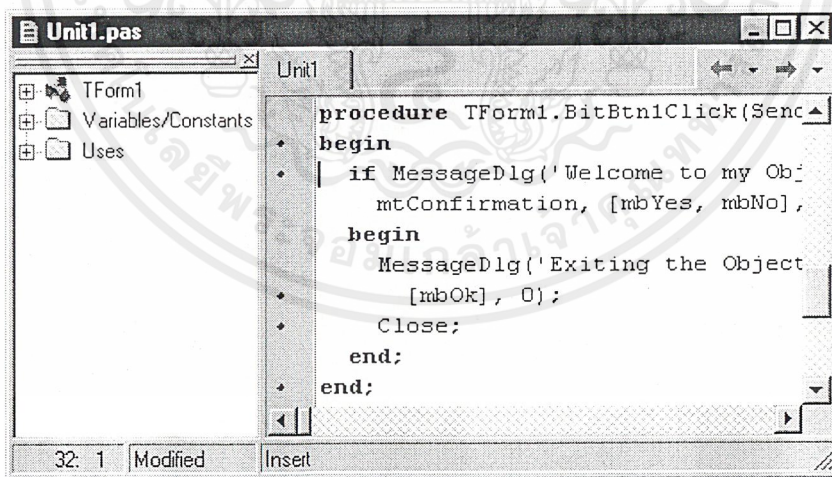 Unit1.pas
TForm1
Variables/Constants
Uses
Unit1
procedure TForm1.BitBtn1Click(Send
begin
if MessageDlg('Welcome to my Obj
mtConfirmation, [mbYes, mbNo],
begin
MessageDlg('Exiting the Object
[mbOk], 0);
Close;
end;
end;
32: 1 Modified Insert